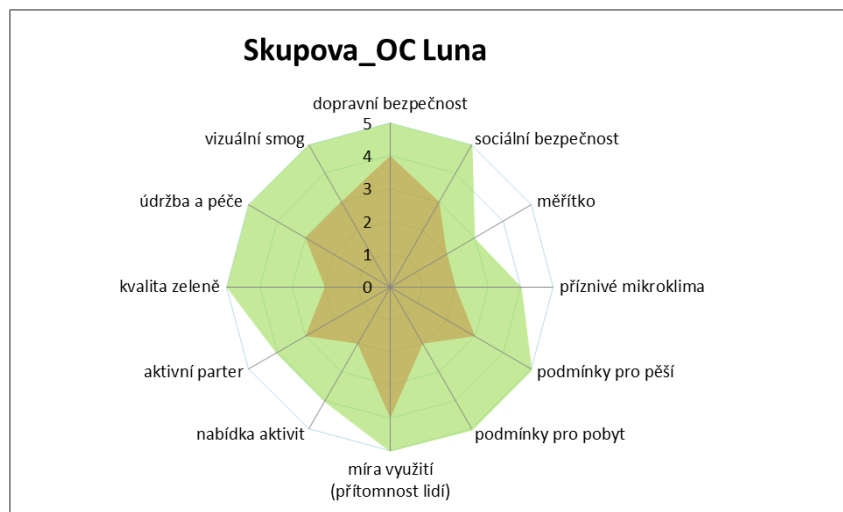 Skupova_OC Luna
dopravní bezpečnost
vizuální smog
sociální bezpečnost
údržba a péče
měřítko
kvalita zeleně
příznivé mikroklima
aktivní parter
podmínky pro pěší
nabídka aktivit
podmínky pro pobyt
míra využití
(přítomnost lidí)
5
4
3
2
1
0